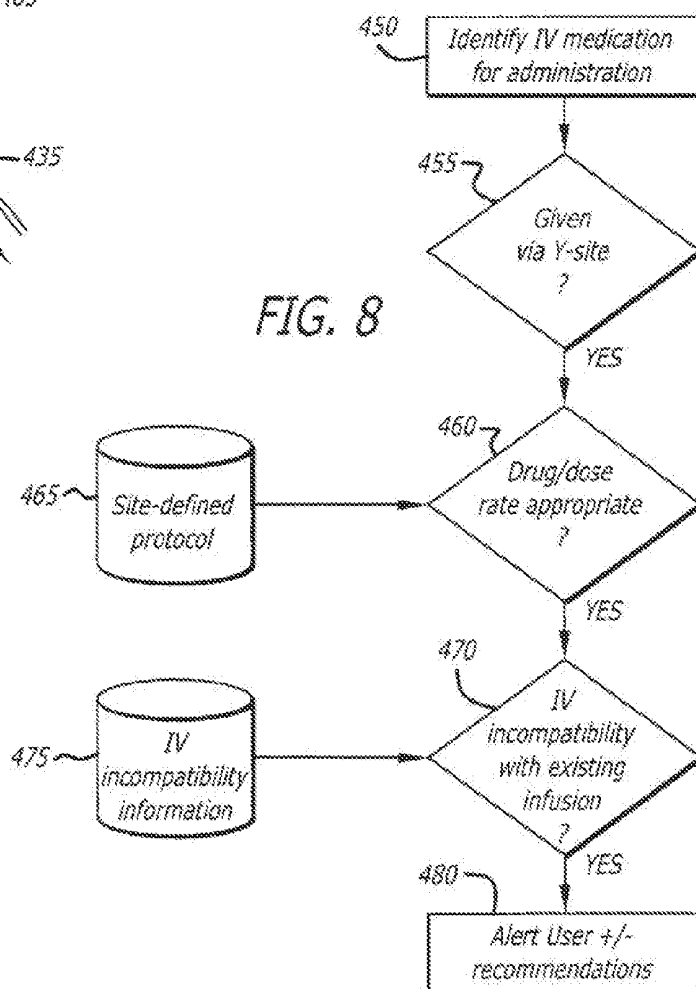 450
Identify IV medication
for administration
435
455
Given
via Y-site
?
FIG. 8
YES
460
Drug/dose
rate appropriate
?
465
Site-defined
protocol
YES
470
IV
incompatibility
with existing
infusion
?
475
IV
incompatibility
information
YES
480
Alert User +/-
recommendations